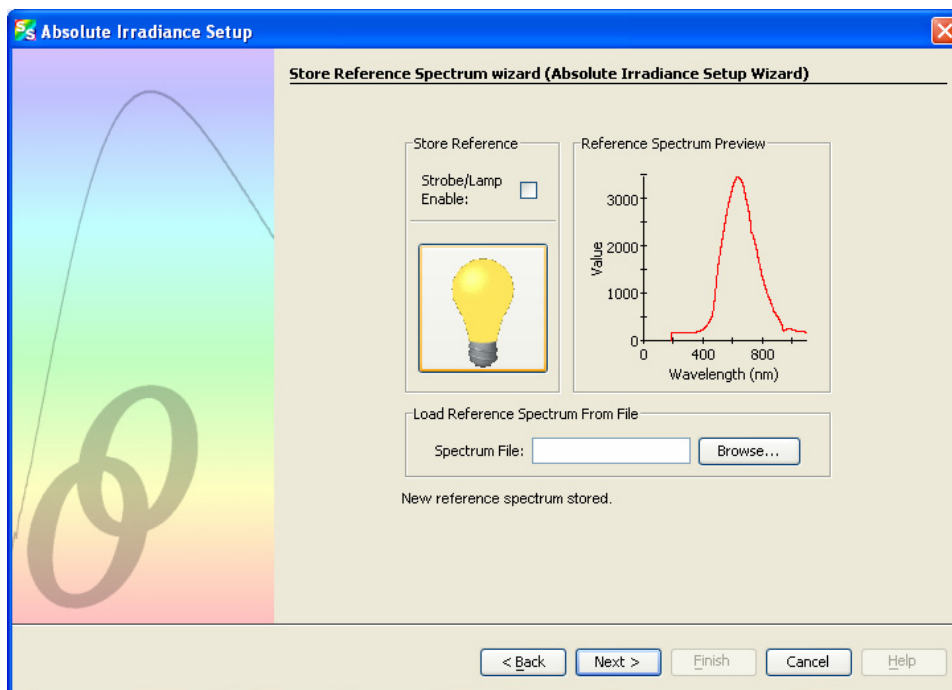 Absolute Irradiance Setup
Store Reference Spectrum wizard (Absolute Irradiance Setup Wizard)
Store Reference
Strobe/Lamp
Enable:
Reference Spectrum Preview
Value
3000
2000
1000
0
0
400
800
Wavelength (nm)
Load Reference Spectrum From File
Spectrum File:
Browse...
New reference spectrum stored.
< Back
Next >
Finish
Cancel
Help